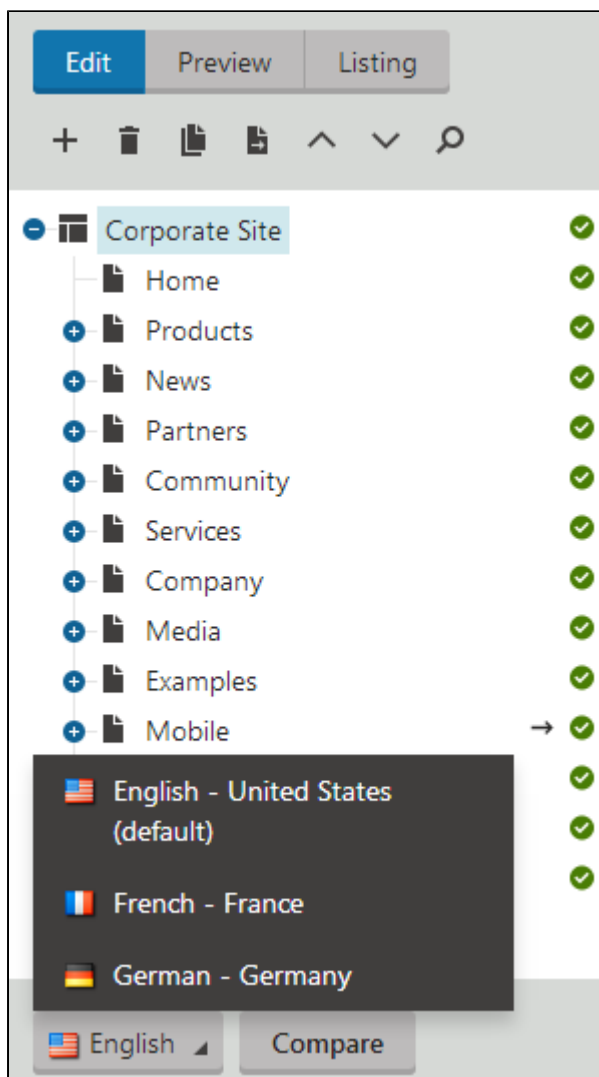 Edit Preview Listing
Corporate Site
Home
Products
News
Partners
Community
Services
Company
Media
Examples
Mobile
English - United States
(default)
French - France
German - Germany
English Compare